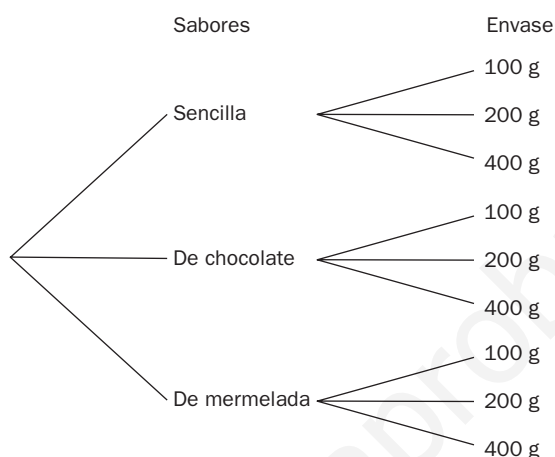 Sabores Envase
100 g
Sencilla 200 g
400 g
100 g
De chocolate 200 g
400 g
100 g
De mermelada 200 g
400 g